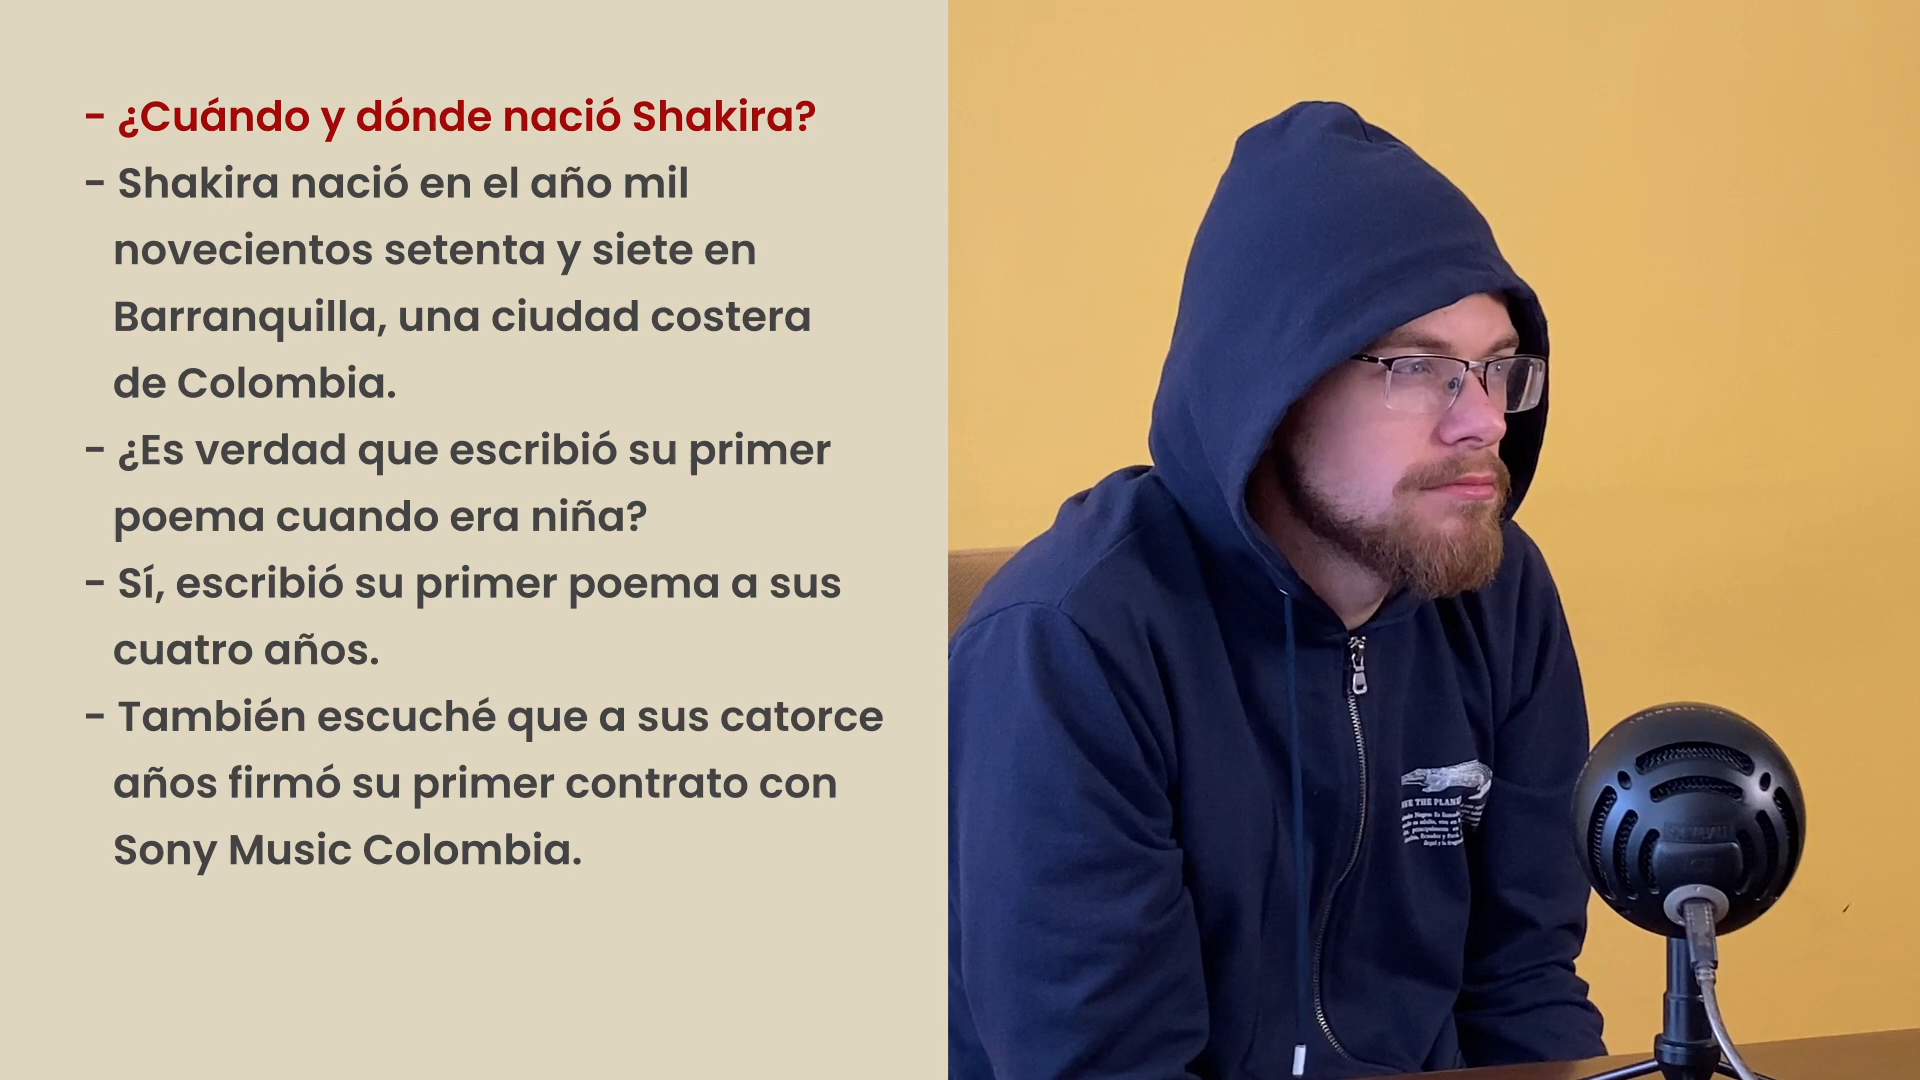 - ¿Cuándo y dónde nació Shakira?
- Shakira nació en el año mil
novecientos setenta y siete en
Barranquilla, una ciudad costera
de Colombia.
- ¿Es verdad que escribió su primer
poema cuando era niña?
- Sí, escribió su primer poema a sus
cuatro años.
- También escuché que a sus catorce
años firmó su primer contrato con
Sony Music Colombia.
THE PLAN